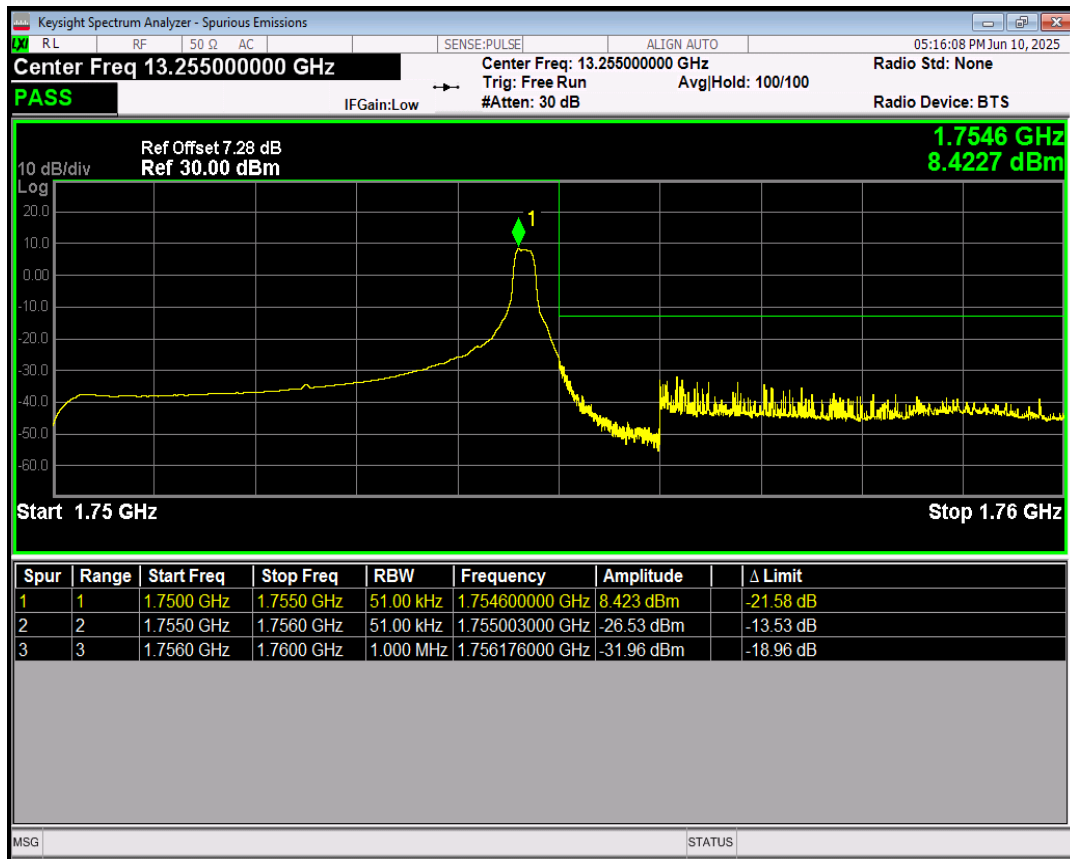 Keysight Spectrum Analyzer - Spurious Emissions
LXI RL RF 50 Ω AC SENSE:PULSE ALIGN AUTO 05:16:08 PM Jun 10, 2025
Center Freq 13.255000000 GHz Center Freq: 13.255000000 GHz Radio Std: None
Trig: Free Run Avg|Hold: 100/100
PASS IFGain:Low #Atten: 30 dB Radio Device: BTS
1.7546 GHz
Ref Offset 7.28 dB
10 dB/div Ref 30.00 dBm 8.4227 dBm
Log
20.0
1
10.0
0.00
-10.0
-20.0
-30.0
-40.0
-50.0
-60.0
Start 1.75 GHz Stop 1.76 GHz
Spur Range Start Freq Stop Freq RBW Frequency Amplitude Δ Limit
1 1 1.7500 GHz 1.7550 GHz 51.00 kHz 1.754600000 GHz 8.423 dBm -21.58 dB
2 2 1.7550 GHz 1.7560 GHz 51.00 kHz 1.755003000 GHz -26.53 dBm -13.53 dB
3 3 1.7560 GHz 1.7600 GHz 1.000 MHz 1.756176000 GHz -31.96 dBm -18.96 dB
MSG STATUS